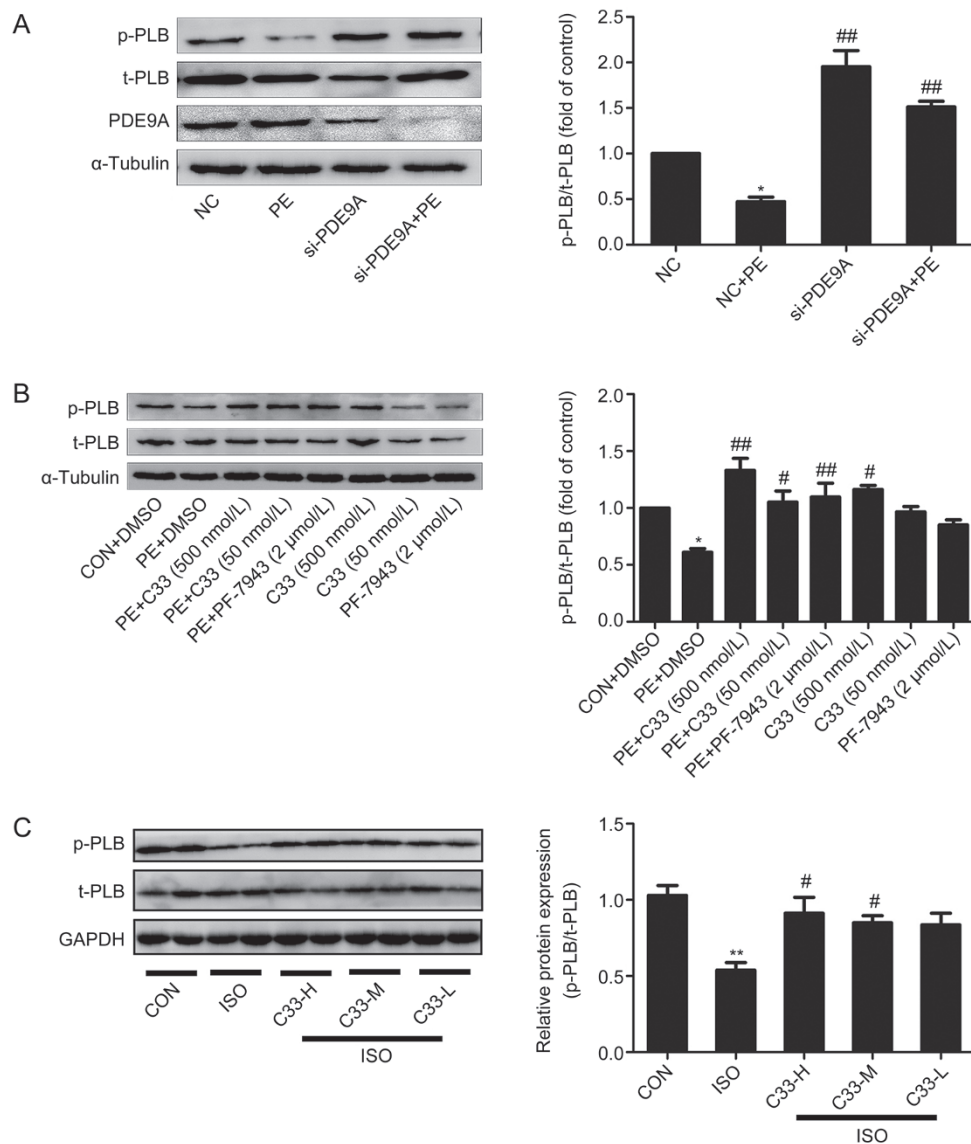 A
p-PLB
t-PLB
PDE9A
α-Tubulin
NC
PE
si-PDE9A
si-PDE9A+PE
p-PLB/t-PLB (fold of control)
2.5
2.0
1.5
1.0
0.5
0.0
*
##
##
NC
NC+PE
si-PDE9A
si-PDE9A+PE
B
p-PLB
t-PLB
α-Tubulin
CON+DMSO
PE+DMSO
PE+C33 (500 nmol/L)
PE+C33 (50 nmol/L)
PE+PF-7943 (2 μmol/L)
C33 (500 nmol/L)
C33 (50 nmol/L)
PF-7943 (2 μmol/L)
p-PLB/t-PLB (fold of control)
2.0
1.5
1.0
0.5
0.0
*
##
#
##
#
CON+DMSO
PE+DMSO
PE+C33 (500 nmol/L)
PE+C33 (50 nmol/L)
PE+PF-7943 (2 μmol/L)
C33 (500 nmol/L)
C33 (50 nmol/L)
PF-7943 (2 μmol/L)
C
p-PLB
t-PLB
GAPDH
CON
ISO
C33-H
C33-M
C33-L
ISO
Relative protein expression
(p-PLB/t-PLB)
1.5
1.0
0.5
0.0
**
#
#
CON
ISO
C33-H
C33-M
C33-L
ISO